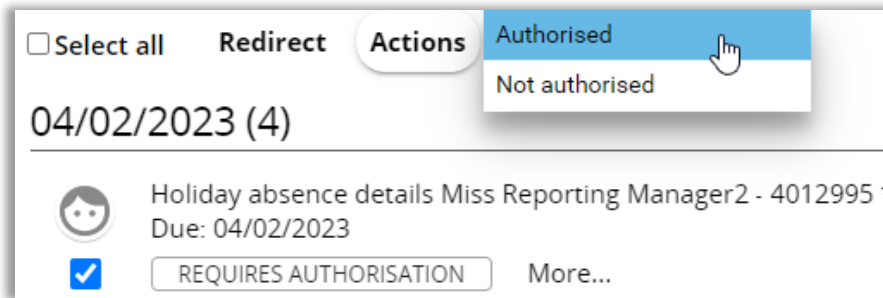 Select all Redirect Actions Authorised
Not authorised
04/02/2023 (4)
Holiday absence details Miss Reporting Manager2 - 4012995
Due: 04/02/2023
REQUIRES AUTHORISATION More...